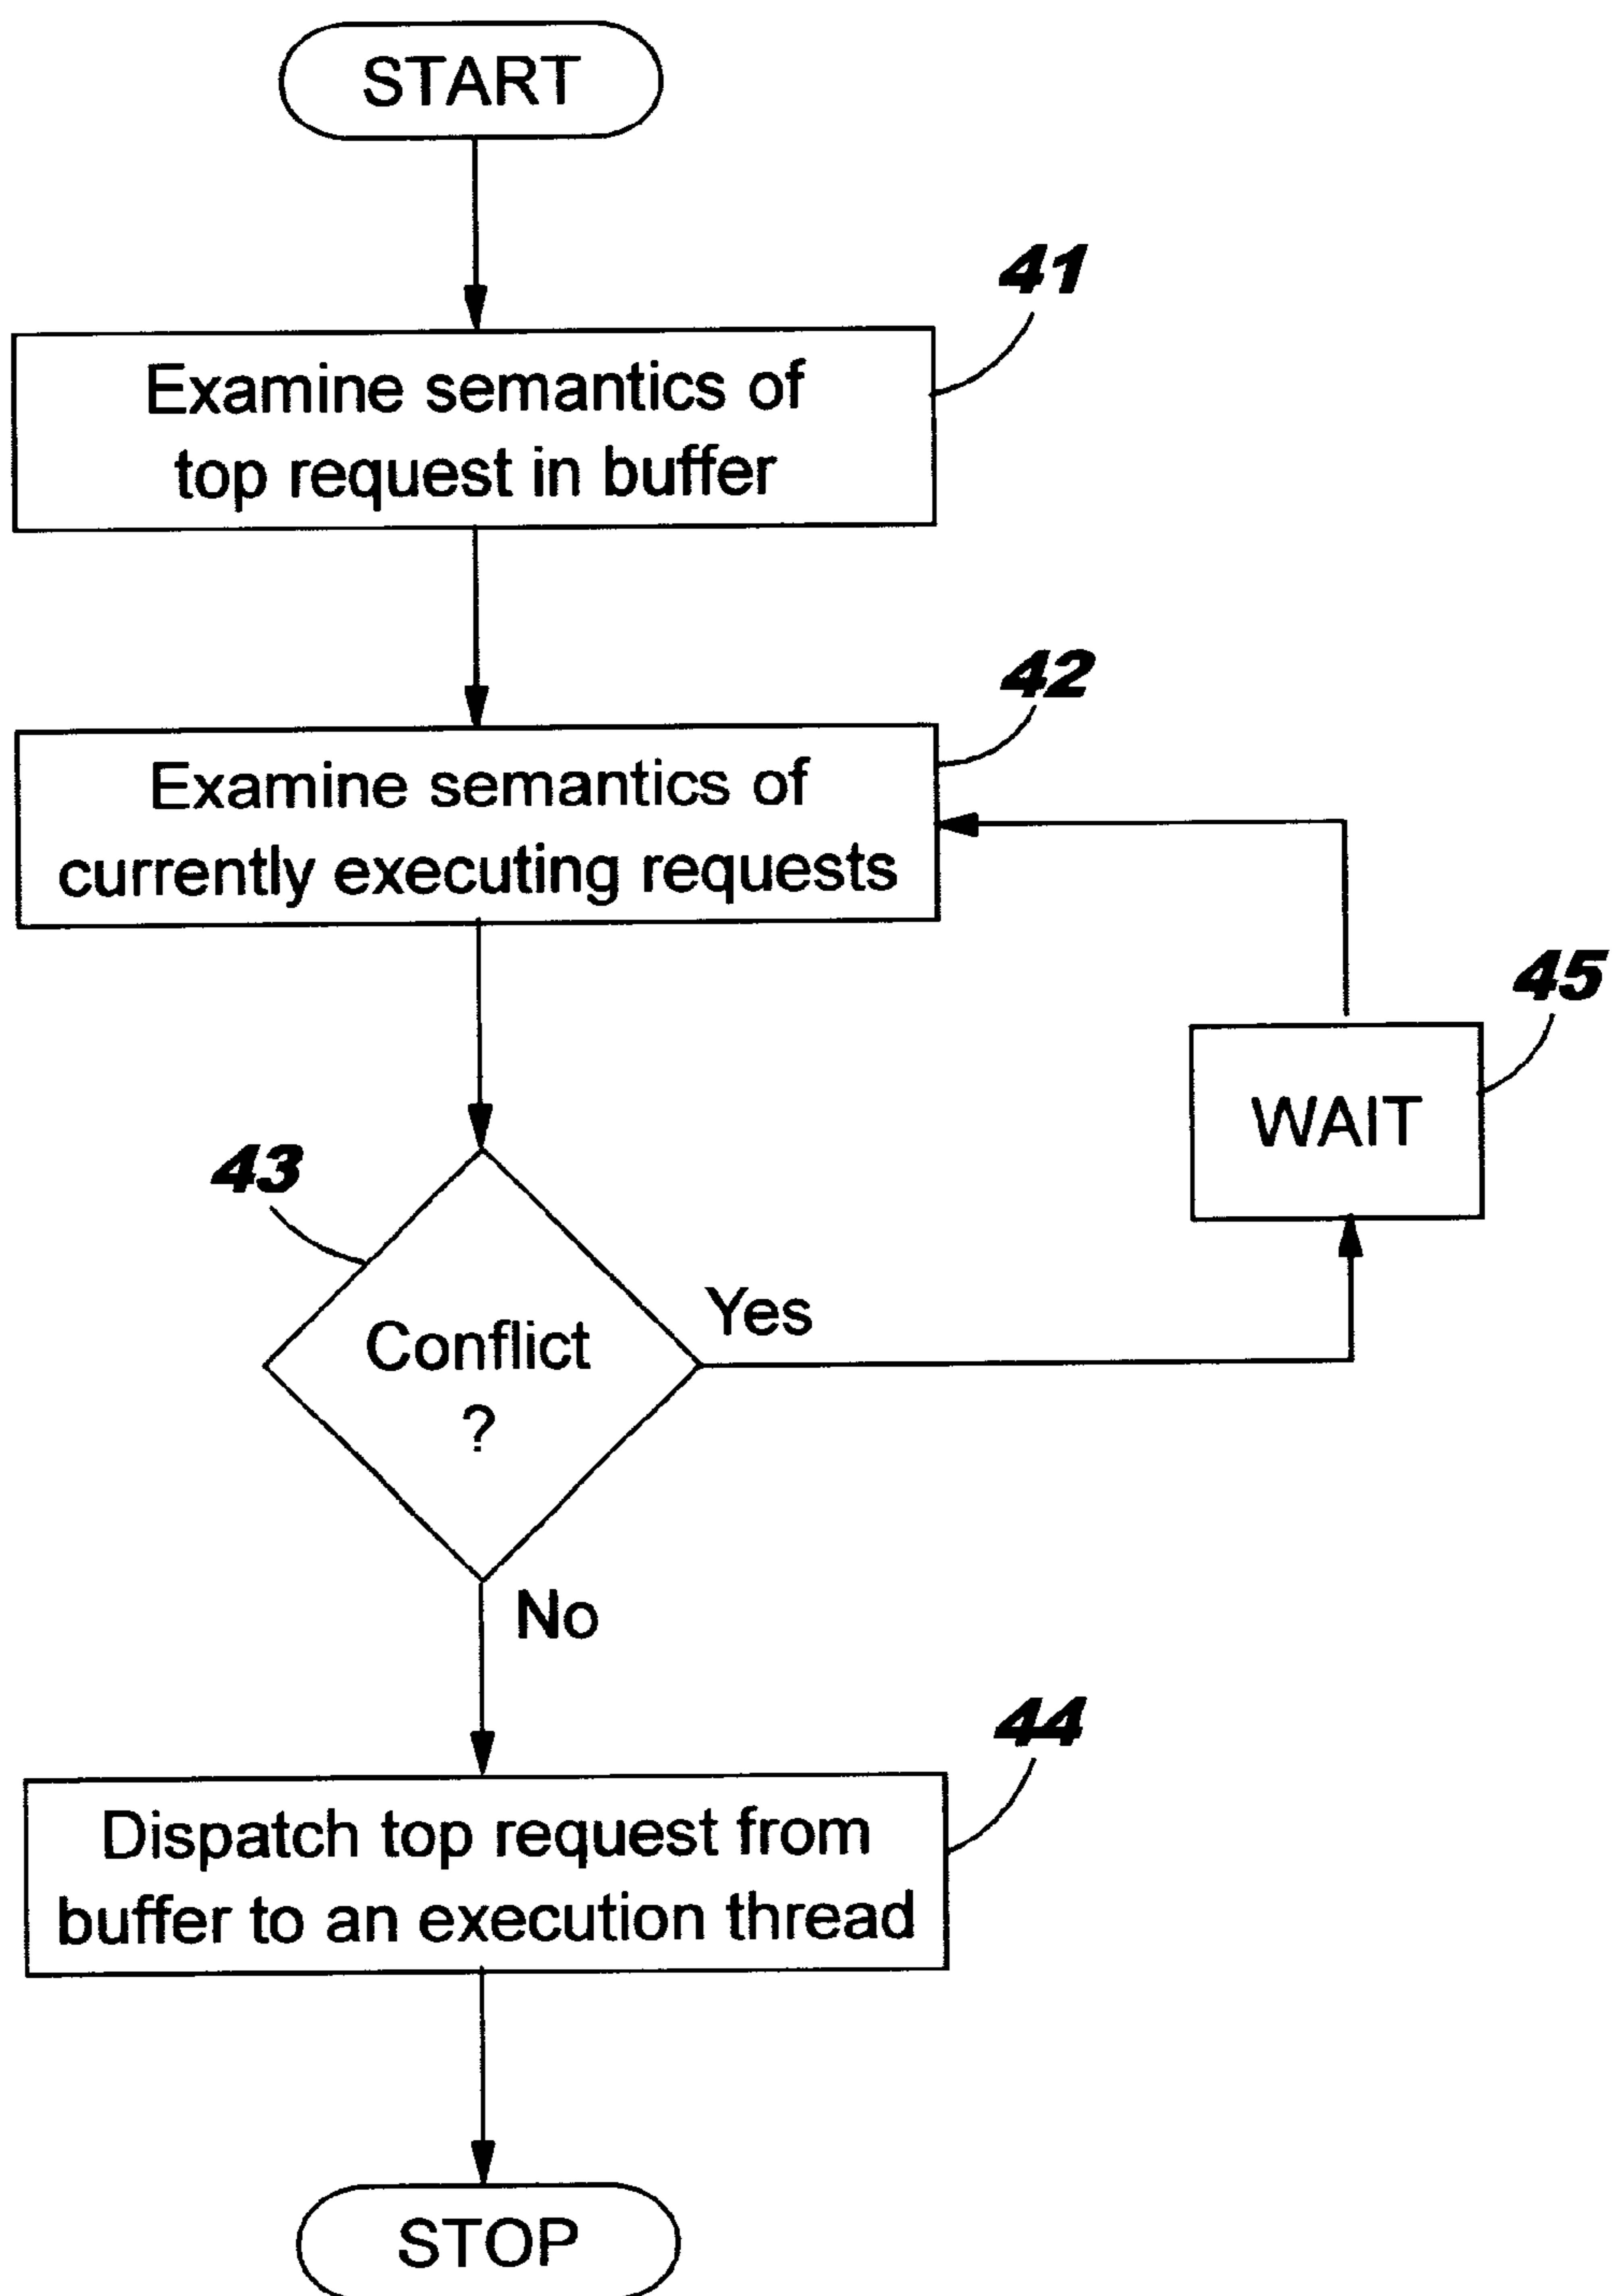 START
41
Examine semantics of
top request in buffer
42
Examine semantics of
currently executing requests
45
WAIT
43
Conflict
?
Yes
No
44
Dispatch top request from
buffer to an execution thread
STOP